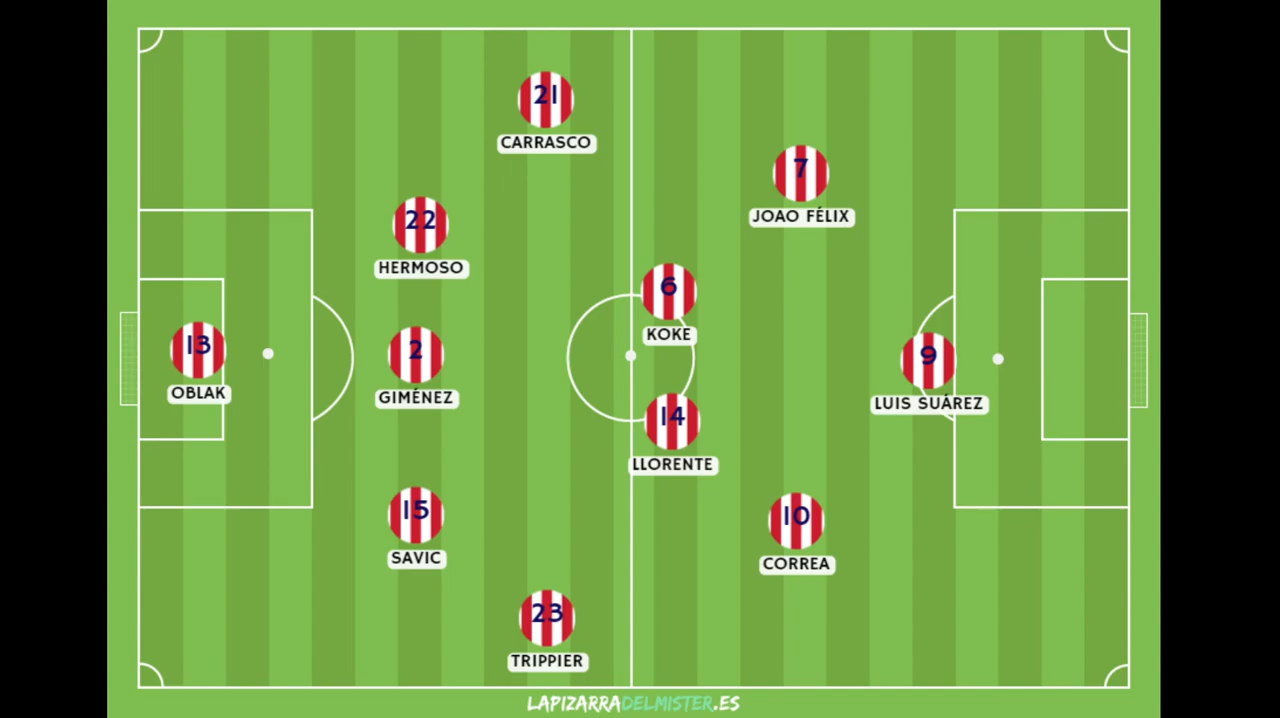 21
CARRASCO
7
JOAO FÉLIX
22
HERMOSO
6
KOKE
13
OBLAK
2
GIMÉNEZ
9
LUIS SUÁREZ
14
LLORENTE
15
SAVIC
10
CORREA
23
TRIPPIER
LAPIZARRADELMISTER.ES